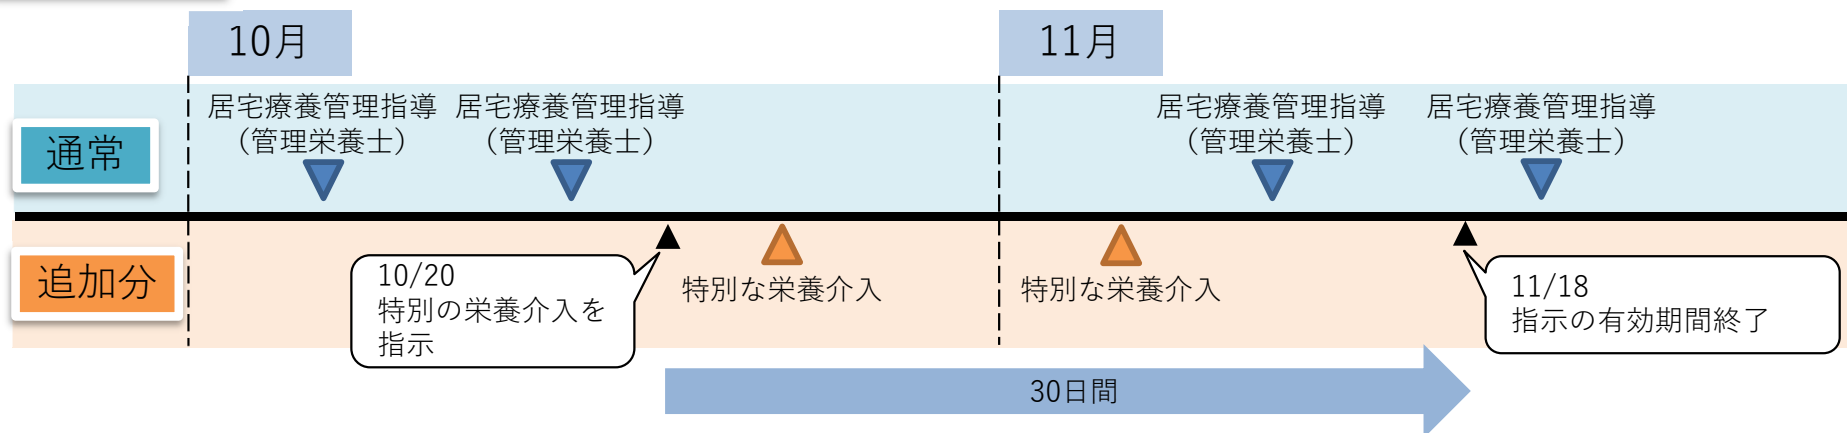 10月
11月
通常
居宅療養管理指導
（管理栄養士）
居宅療養管理指導
（管理栄養士）
居宅療養管理指導
（管理栄養士）
居宅療養管理指導
（管理栄養士）
追加分
10/20
特別の栄養介入を
指示
特別な栄養介入
特別な栄養介入
11/18
指示の有効期間終了
30日間